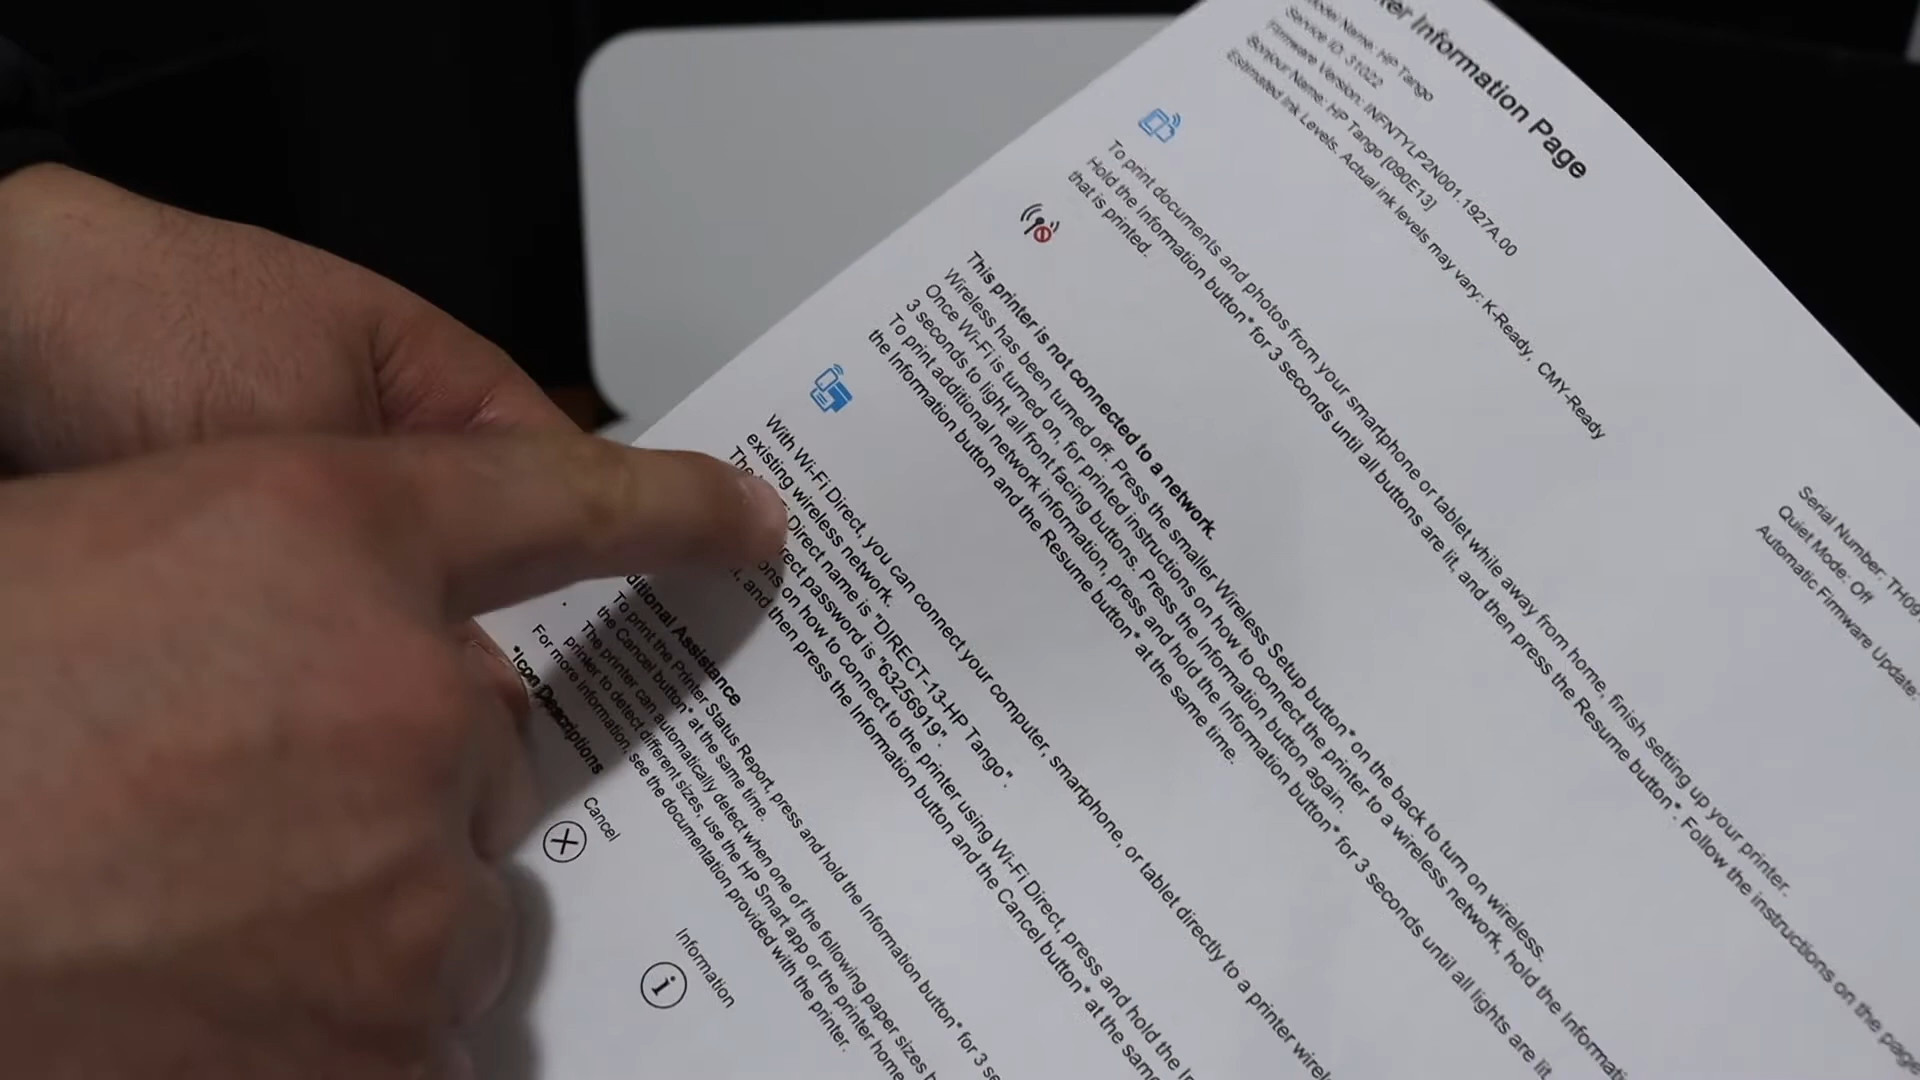 ter Information Page
Model Name: HP Tango
Service ID: 31022
Firmware Version: INFNTYLP2N001.1927A.00
Bonjour Name: HP Tango [090E13]
Estimated Ink Levels. Actual ink levels may vary: K-Ready, CMY-Ready
Serial Number: TH09
Quiet Mode: Off
Automatic Firmware Update:
To print documents and photos from your smartphone or tablet while away from home, finish setting up your printer.
Hold the Information button* for 3 seconds until all buttons are lit, and then press the Resume button*. Follow the instructions on the page
that is printed.
This printer is not connected to a network.
Wireless has been turned off. Press the smaller Wireless Setup button* on the back to turn on wireless.
Once Wi-Fi is turned on, for printed instructions on how to connect the printer to a wireless network, hold the Informati
3 seconds to light all front facing buttons. Press the Information button again.
To print additional network information, press and hold the Information button* for 3 seconds until all lights are lit
the Information button and the Resume button* at the same time.
With Wi-Fi Direct, you can connect your computer, smartphone, or tablet directly to a printer wirele
existing wireless network.
The Direct name is "DIRECT-13-HP Tango".
rect password is "63256919".
ons on how to connect to the printer using Wi-Fi Direct, press and hold the I
t, and then press the Information button and the Cancel button* at the same
ditional Assistance
To print the Printer Status Report, press and hold the Information button* for 3 se
the Cancel button* at the same time.
The printer can automatically detect when one of the following paper sizes
printer to detect different sizes, use the HP Smart app or the printer home
For more information, see the documentation provided with the printer.
*Icon Descriptions
Cancel
Information